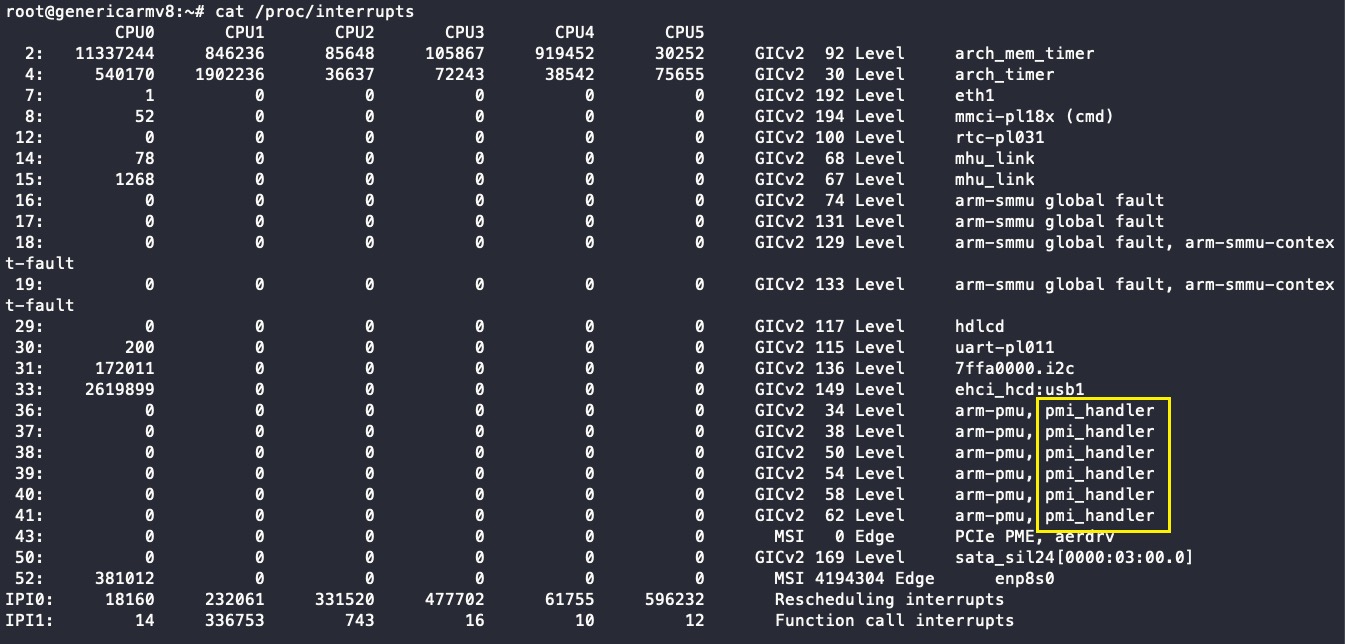 root@genericarmv8:~# cat /proc/interrupts
           CPU0       CPU1       CPU2       CPU3       CPU4       CPU5
  2:   11337244     846236      85648     105867     919452      30252     GICv2  92 Level     arch_mem_timer
  4:     540170    1902236      36637      72243      38542      75655     GICv2  30 Level     arch_timer
  7:          1          0          0          0          0          0     GICv2 192 Level     eth1
  8:         52          0          0          0          0          0     GICv2 194 Level     mmci-pl18x (cmd)
 12:          0          0          0          0          0          0     GICv2 100 Level     rtc-pl031
 14:         78          0          0          0          0          0     GICv2  68 Level     mhu_link
 15:       1268          0          0          0          0          0     GICv2  67 Level     mhu_link
 16:          0          0          0          0          0          0     GICv2  74 Level     arm-smmu global fault
 17:          0          0          0          0          0          0     GICv2 131 Level     arm-smmu global fault
 18:          0          0          0          0          0          0     GICv2 129 Level     arm-smmu global fault, arm-smmu-contex
t-fault
 19:          0          0          0          0          0          0     GICv2 133 Level     arm-smmu global fault, arm-smmu-contex
t-fault
 29:          0          0          0          0          0          0     GICv2 117 Level     hdlcd
 30:        200          0          0          0          0          0     GICv2 115 Level     uart-pl011
 31:     172011          0          0          0          0          0     GICv2 136 Level     7ffa0000.i2c
 33:    2619899          0          0          0          0          0     GICv2 149 Level     ehci_hcd:usb1
 36:          0          0          0          0          0          0     GICv2  34 Level     arm-pmu, pmi_handler
 37:          0          0          0          0          0          0     GICv2  38 Level     arm-pmu, pmi_handler
 38:          0          0          0          0          0          0     GICv2  50 Level     arm-pmu, pmi_handler
 39:          0          0          0          0          0          0     GICv2  54 Level     arm-pmu, pmi_handler
 40:          0          0          0          0          0          0     GICv2  58 Level     arm-pmu, pmi_handler
 41:          0          0          0          0          0          0     GICv2  62 Level     arm-pmu, pmi_handler
 43:          0          0          0          0          0          0       MSI   0 Edge      PCIe PME, aerdrv
 50:          0          0          0          0          0          0     GICv2 169 Level     sata_sil24[0000:03:00.0]
 52:     381012          0          0          0          0          0       MSI 4194304 Edge      enp8s0
IPI0:     18160     232061     331520     477702      61755     596232       Rescheduling interrupts
IPI1:        14     336753        743         16         10         12       Function call interrupts